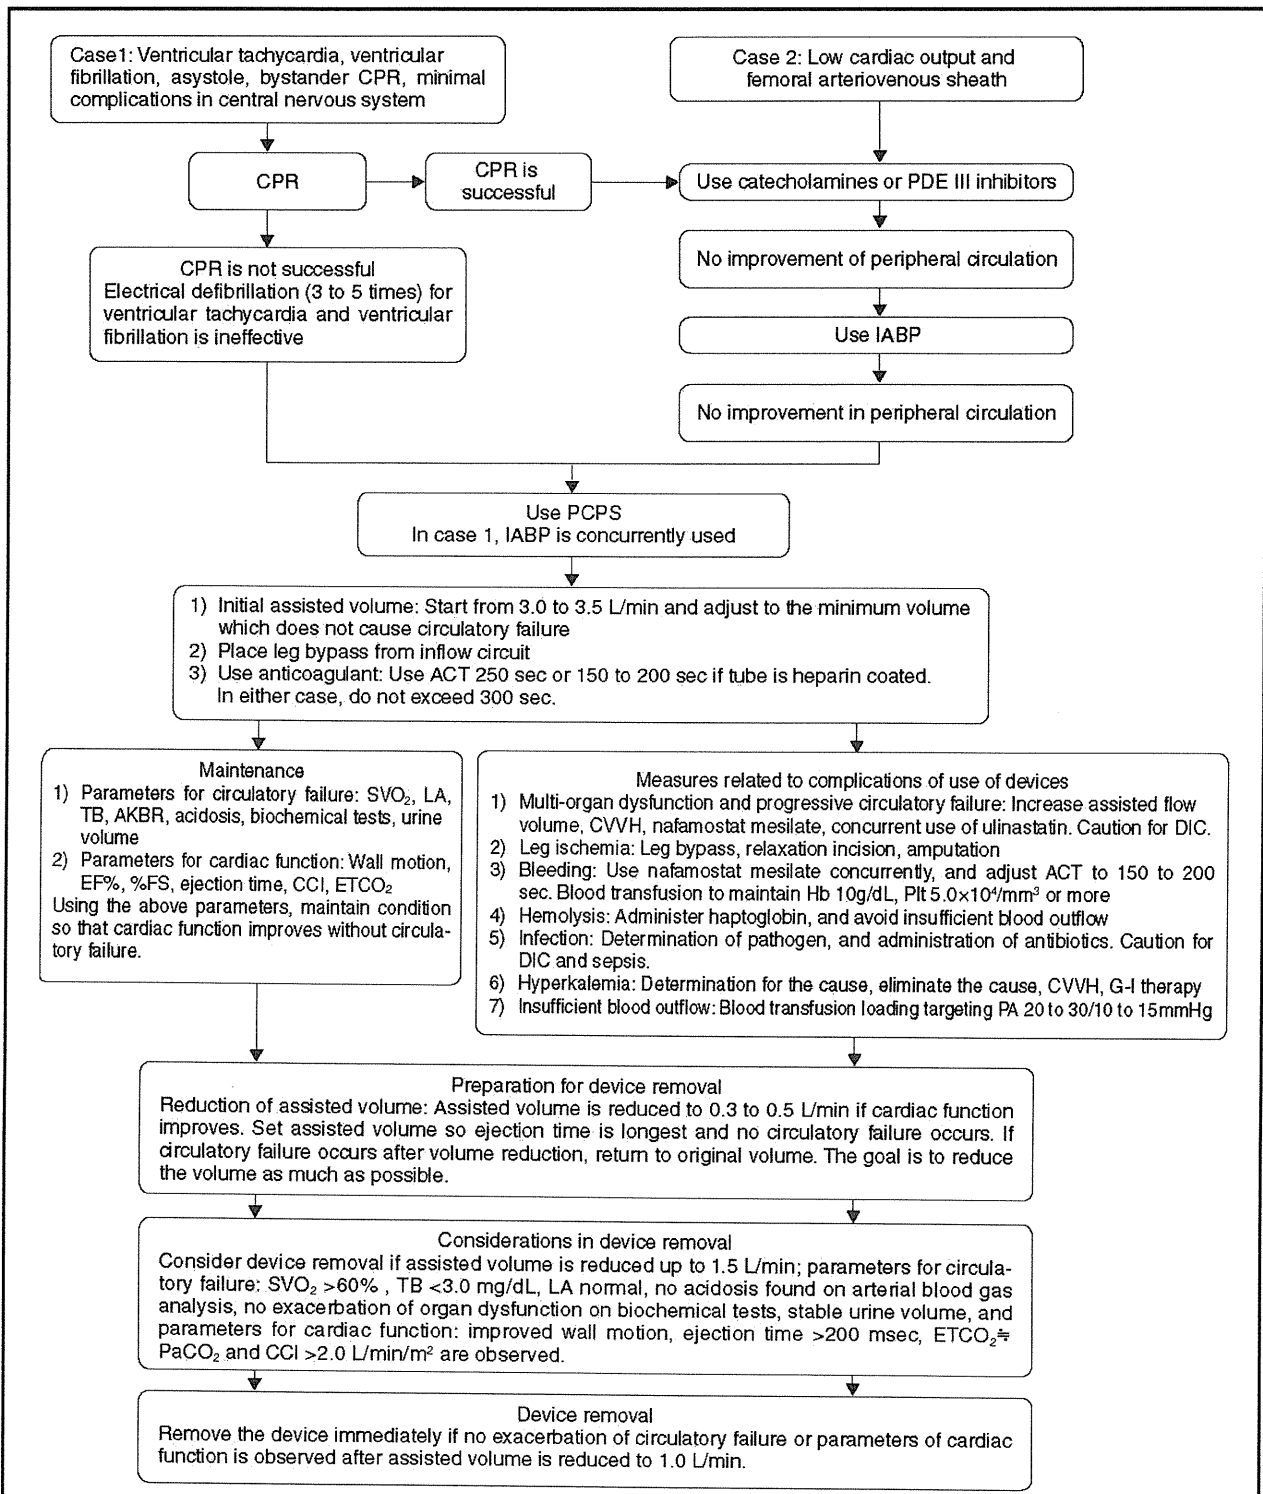 Case1: Ventricular tachycardia, ventricular
fibrillation, asystole, bystander CPR, minimal
complications in central nervous system
Case 2: Low cardiac output and
femoral arteriovenous sheath
CPR
CPR is
successful
Use catecholamines or PDE III inhibitors
CPR is not successful
Electrical defibrillation (3 to 5 times) for
ventricular tachycardia and ventricular
fibrillation is ineffective
No improvement of peripheral circulation
Use IABP
No improvement in peripheral circulation
Use PCPS
In case 1, IABP is concurrently used
1) Initial assisted volume: Start from 3.0 to 3.5 L/min and adjust to the minimum volume
which does not cause circulatory failure
2) Place leg bypass from inflow circuit
3) Use anticoagulant: Use ACT 250 sec or 150 to 200 sec if tube is heparin coated.
In either case, do not exceed 300 sec.
Maintenance
1) Parameters for circulatory failure: SVO₂, LA,
TB, AKBR, acidosis, biochemical tests, urine
volume
2) Parameters for cardiac function: Wall motion,
EF%, %FS, ejection time, CCI, ETCO₂
Using the above parameters, maintain condition
so that cardiac function improves without circula-
tory failure.
Measures related to complications of use of devices
1) Multi-organ dysfunction and progressive circulatory failure: Increase assisted flow
volume, CVVH, nafamostat mesilate, concurrent use of ulinastatin. Caution for DIC.
2) Leg ischemia: Leg bypass, relaxation incision, amputation
3) Bleeding: Use nafamostat mesilate concurrently, and adjust ACT to 150 to 200
sec. Blood transfusion to maintain Hb 10g/dL, Plt 5.0×10⁴/mm³ or more
4) Hemolysis: Administer haptoglobin, and avoid insufficient blood outflow
5) Infection: Determination of pathogen, and administration of antibiotics. Caution for
DIC and sepsis.
6) Hyperkalemia: Determination for the cause, eliminate the cause, CVVH, G-I therapy
7) Insufficient blood outflow: Blood transfusion loading targeting PA 20 to 30/10 to 15mmHg
Preparation for device removal
Reduction of assisted volume: Assisted volume is reduced to 0.3 to 0.5 L/min if cardiac function
improves. Set assisted volume so ejection time is longest and no circulatory failure occurs. If
circulatory failure occurs after volume reduction, return to original volume. The goal is to reduce
the volume as much as possible.
Considerations in device removal
Consider device removal if assisted volume is reduced up to 1.5 L/min; parameters for circula-
tory failure: SVO₂ >60% , TB <3.0 mg/dL, LA normal, no acidosis found on arterial blood gas
analysis, no exacerbation of organ dysfunction on biochemical tests, stable urine volume, and
parameters for cardiac function: improved wall motion, ejection time >200 msec, ETCO₂≒
PaCO₂ and CCI >2.0 L/min/m² are observed.
Device removal
Remove the device immediately if no exacerbation of circulatory failure or parameters of cardiac
function is observed after assisted volume is reduced to 1.0 L/min.